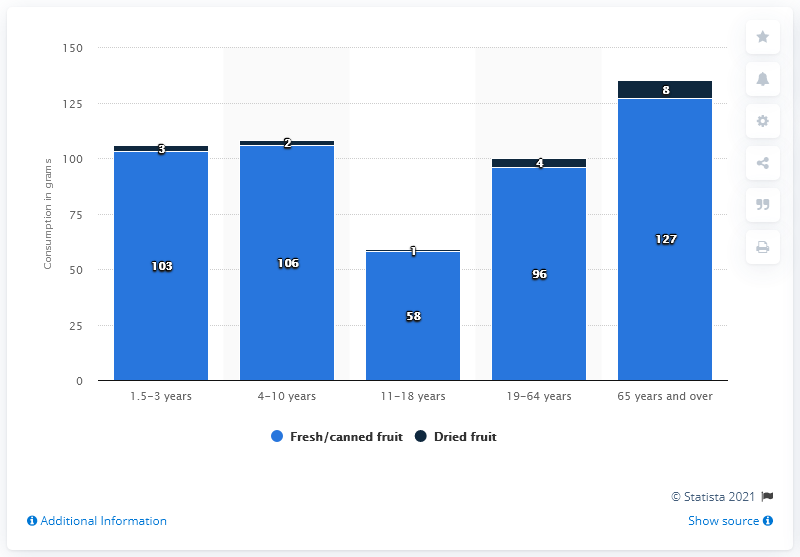 150
125
100
75
50
25
0
Consumption in grams
3
2
1
4
8
103
106
58
96
127
1.5-3 years
4-10 years
11-18 years
19-64 years
65 years and over
Fresh/canned fruit
Dried fruit
© Statista 2021
Additional Information
Show source